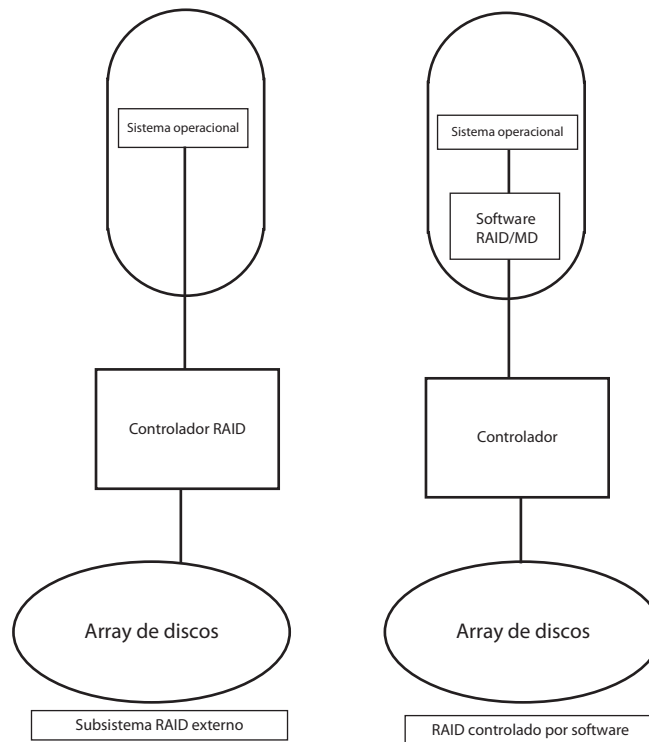 Sistema operacional
Controlador RAID
Array de discos
Subsistema RAID externo
Sistema operacional
Software
RAID/MD
Controlador
Array de discos
RAID controlado por software